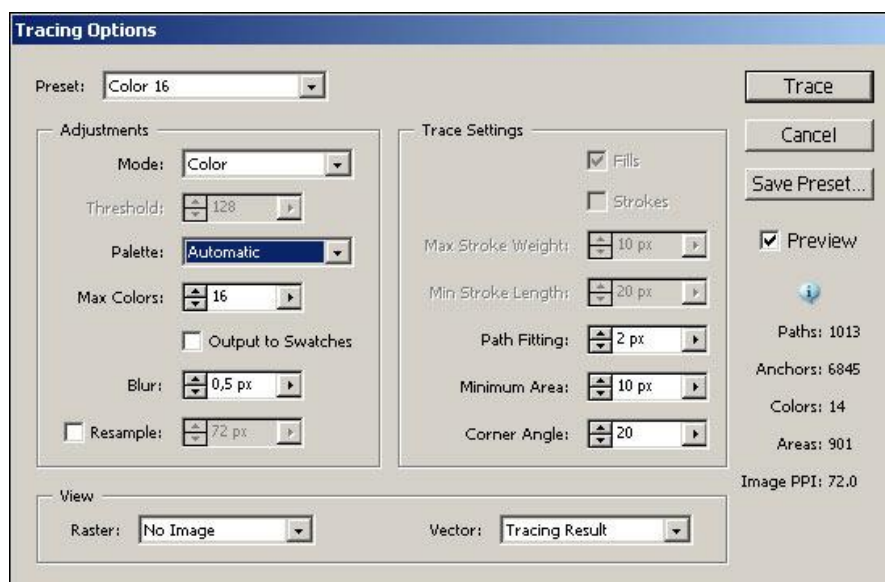 Tracing Options
Preset: Color 16
Trace
Cancel
Save Preset...
Preview
Paths: 1013
Anchors: 6845
Colors: 14
Areas: 901
Image PPI: 72.0
Adjustments
Mode: Color
Threshold: 128
Palette: Automatic
Max Colors: 16
Output to Swatches
Blur: 0,5 px
Resample: 72 px
Trace Settings
Fills
Strokes
Max Stroke Weight: 10 px
Min Stroke Length: 20 px
Path Fitting: 2 px
Minimum Area: 10 px
Corner Angle: 20
View
Raster: No Image
Vector: Tracing Result